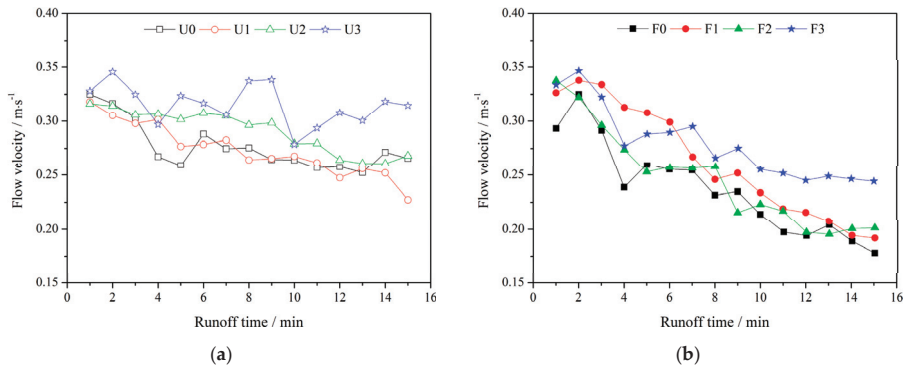 U0 U1 U2 U3
0.40
0.35
0.30
0.25
0.20
0.15
Flow velocity / m·s⁻¹
0 2 4 6 8 10 12 14 16
Runoff time / min
(a)
F0 F1 F2 F3
0.40
0.35
0.30
0.25
0.20
0.15
Flow velocity / m·s⁻¹
0 2 4 6 8 10 12 14 16
Runoff time / min
(b)